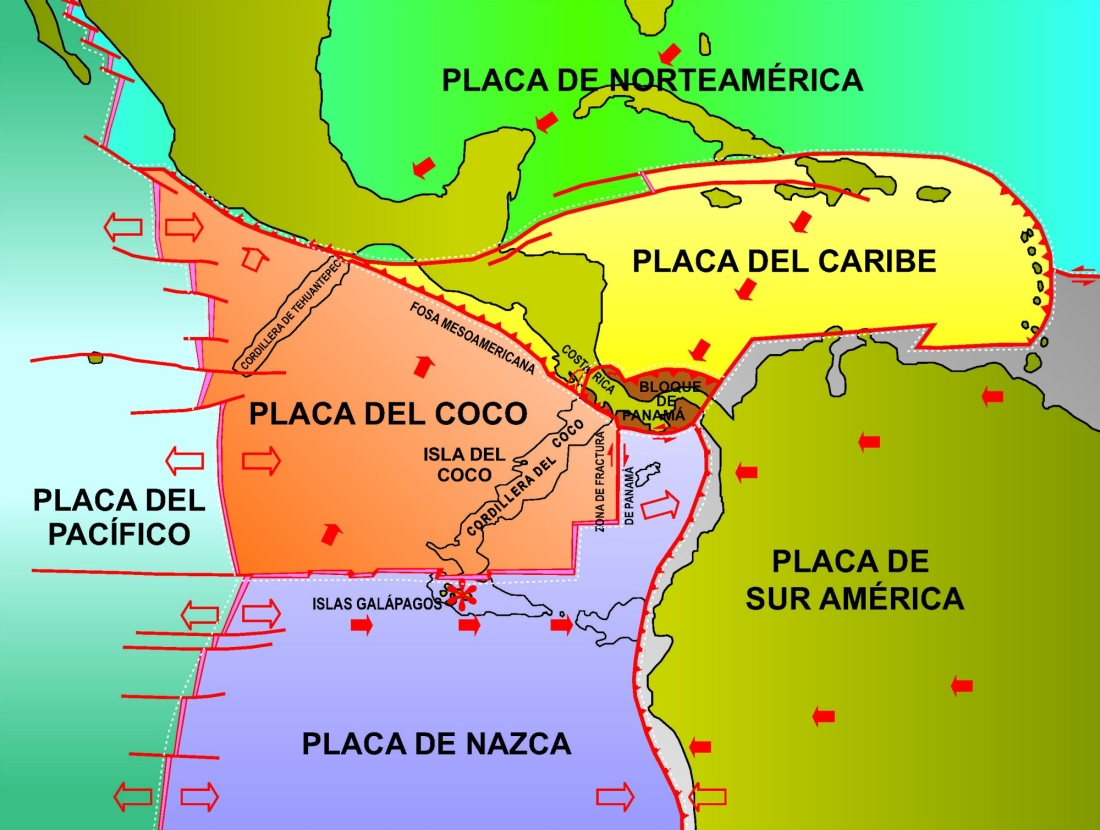 PLACA DE NORTEAMÉRICA
PLACA DEL CARIBE
CORDILLERA DE TEHUANTEPEC
FOSA MESOAMERICANA
COSTA RICA
BLOQUE
DE
PANAMÁ
PLACA DEL COCO
ISLA DEL
COCO
CORDILLERA DEL COCO
ZONA DE FRACTURA
DE PANAMÁ
PLACA DEL
PACÍFICO
PLACA DE
SUR AMÉRICA
ISLAS GALÁPAGOS
PLACA DE NAZCA